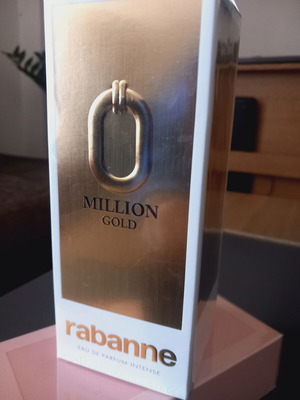 MILLION
GOLD
rabanne
EAU DE PARFUM INTENSE